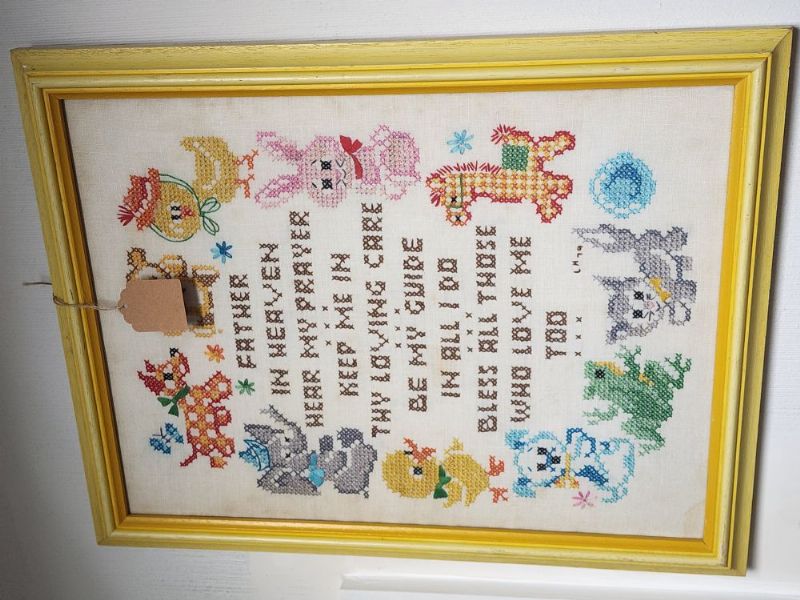 FATHER
IN HEAVEN
HEAR MY PRAYER
...
KEP ME IN
THY LOVING CARE
...
BE MY GUIDE
IN ALL I DO
...
BLESS ALL THOSE
WHO LOVE ME
TOO...